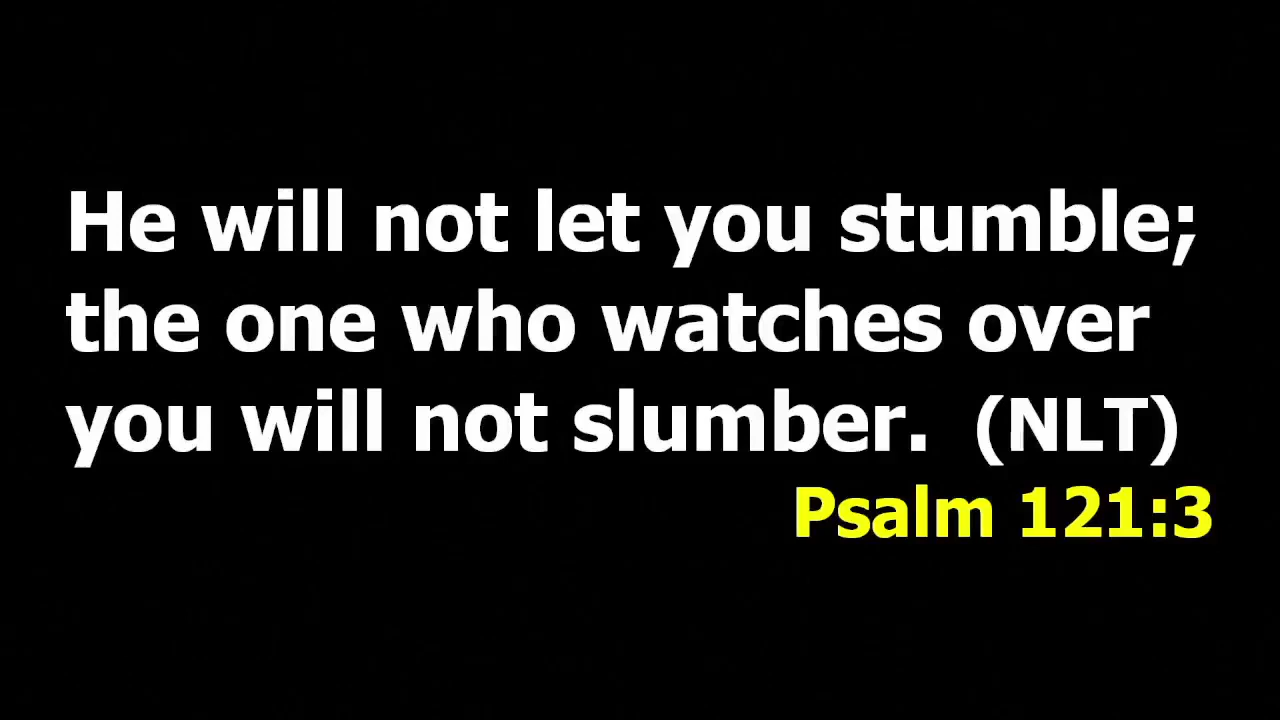 He will not let you stumble;
the one who watches over
you will not slumber.  (NLT)
Psalm 121:3